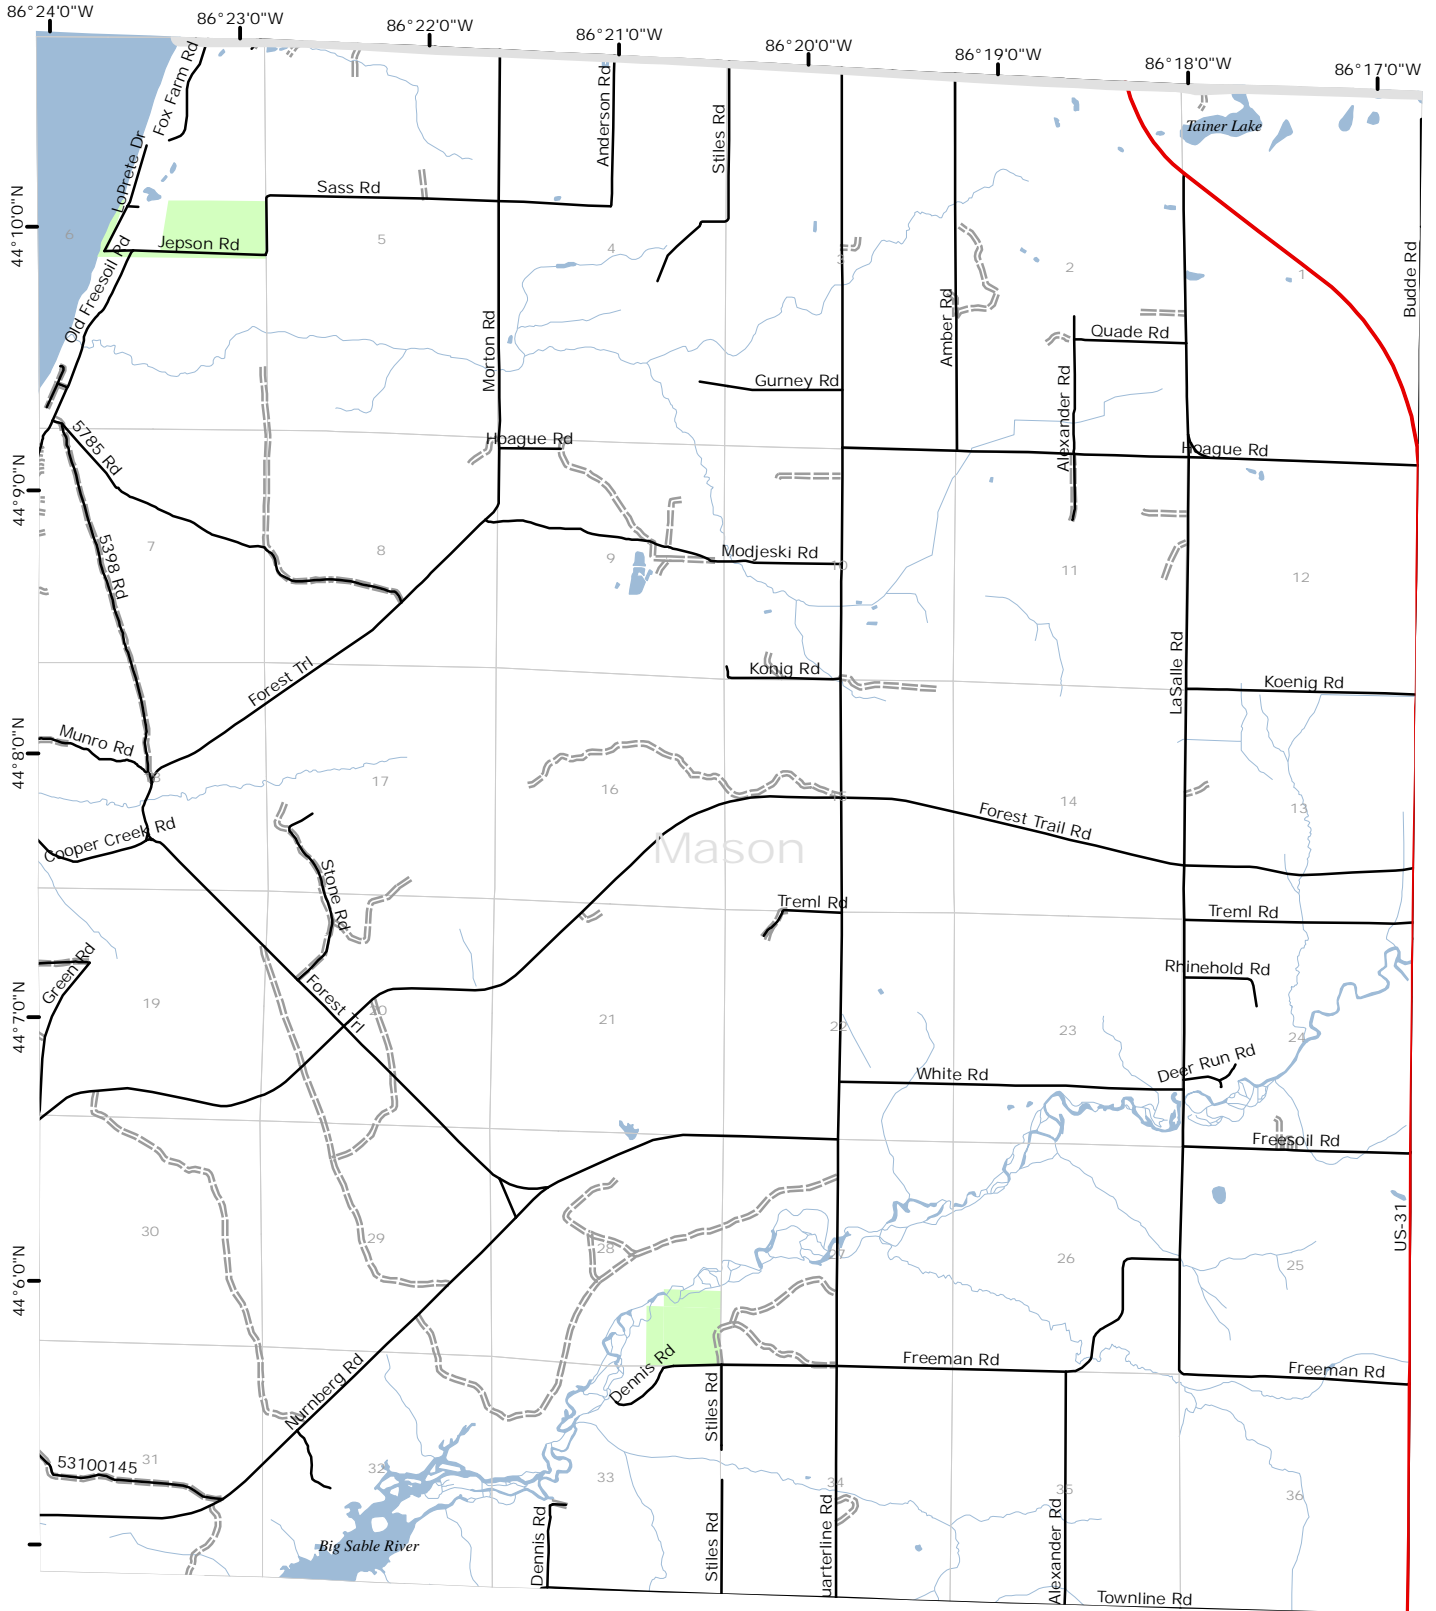 86°24'0"W
86°23'0"W
86°22'0"W
86°21'0"W
86°20'0"W
86°19'0"W
86°18'0"W
86°17'0"W
Fox Farm Rd
LoPrete Dr
Anderson Rd
Stiles Rd
Tainer Lake
Sass Rd
44°10'0"N
6
Jepson Rd
5
4
3
2
1
Budde Rd
Old Freesoil Rd
Morton Rd
Amber Rd
Quade Rd
Gurney Rd
Alexander Rd
Hoague Rd
Hoague Rd
5785 Rd
44°9'0"N
5398 Rd
7
8
9
Modjeski Rd
10
11
12
Forest Trl
Konig Rd
LaSalle Rd
Koenig Rd
Munro Rd
44°8'0"N
17
16
15
14
13
Forest Trail Rd
Cooper Creek Rd
Mason
Stone Rd
Treml Rd
Treml Rd
Green Rd
Rhinehold Rd
44°7'0"N
19
Forest Trl
20
21
22
23
24
White Rd
Deer Run Rd
Freesoil Rd
30
29
28
27
26
25
US-31
44°6'0"N
Nurnberg Rd
Dennis Rd
Stiles Rd
Freeman Rd
Freeman Rd
53100145
31
32
33
34
35
36
Big Sable River
Dennis Rd
Stiles Rd
uarterline Rd
Alexander Rd
Townline Rd